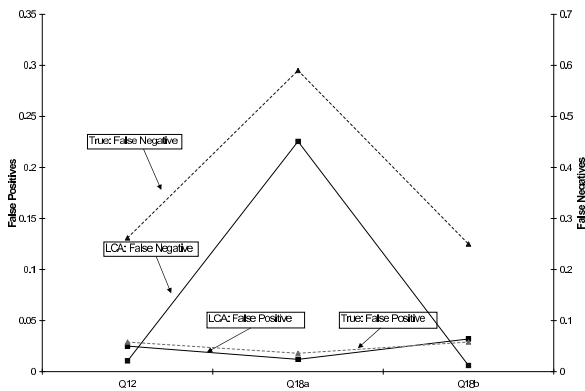 0.35
0.3
0.25
0.2
0.15
0.1
0.05
0
False Positives
0.7
0.6
0.5
0.4
0.3
0.2
0.1
0
False Negatives
True: False Negative
LCA: False Negative
LCA: False Positive
True: False Positive
Q12
Q18a
Q18b